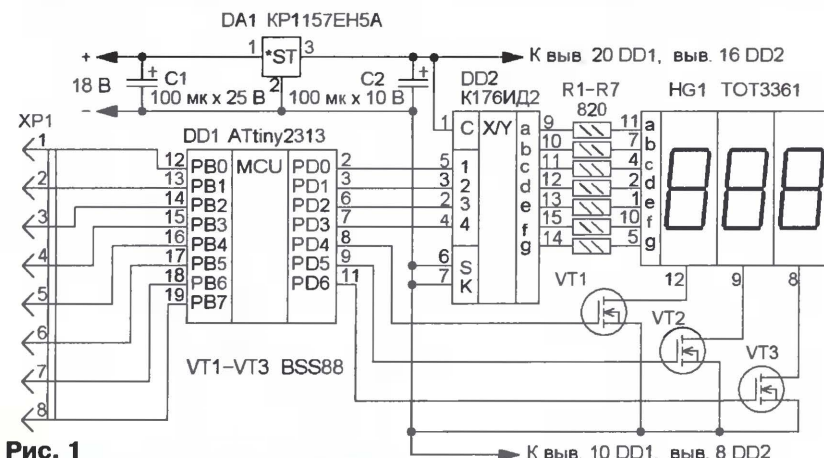 DA1 КР1157ЕН5А
+
1
*ST
3
2
18 В
+
C1
100 мк x 25 В
C2
+
100 мк x 10 В
–
К выв. 20 DD1, выв. 16 DD2
XP1
1
2
3
4
5
6
7
8
DD1 ATtiny2313
MCU
12 PB0
13 PB1
14 PB2
15 PB3
16 PB4
17 PB5
18 PB6
19 PB7
PD0 2
PD1 3
PD2 6
PD3 7
PD4 8
PD5 9
PD6 11
DD2
К176ИД2
X/Y
1 C
5 1
3 2
2 3
4 4
6 S
7 K
a 9
b 10
c 11
d 12
e 13
f 15
g 14
R1–R7
820
HG1 TOT3361
11 a
7 b
4 c
2 d
1 e
10 f
5 g
12
9
8
VT1
VT2
VT3
VT1–VT3 BSS88
К выв. 10 DD1, выв. 8 DD2
Рис. 1